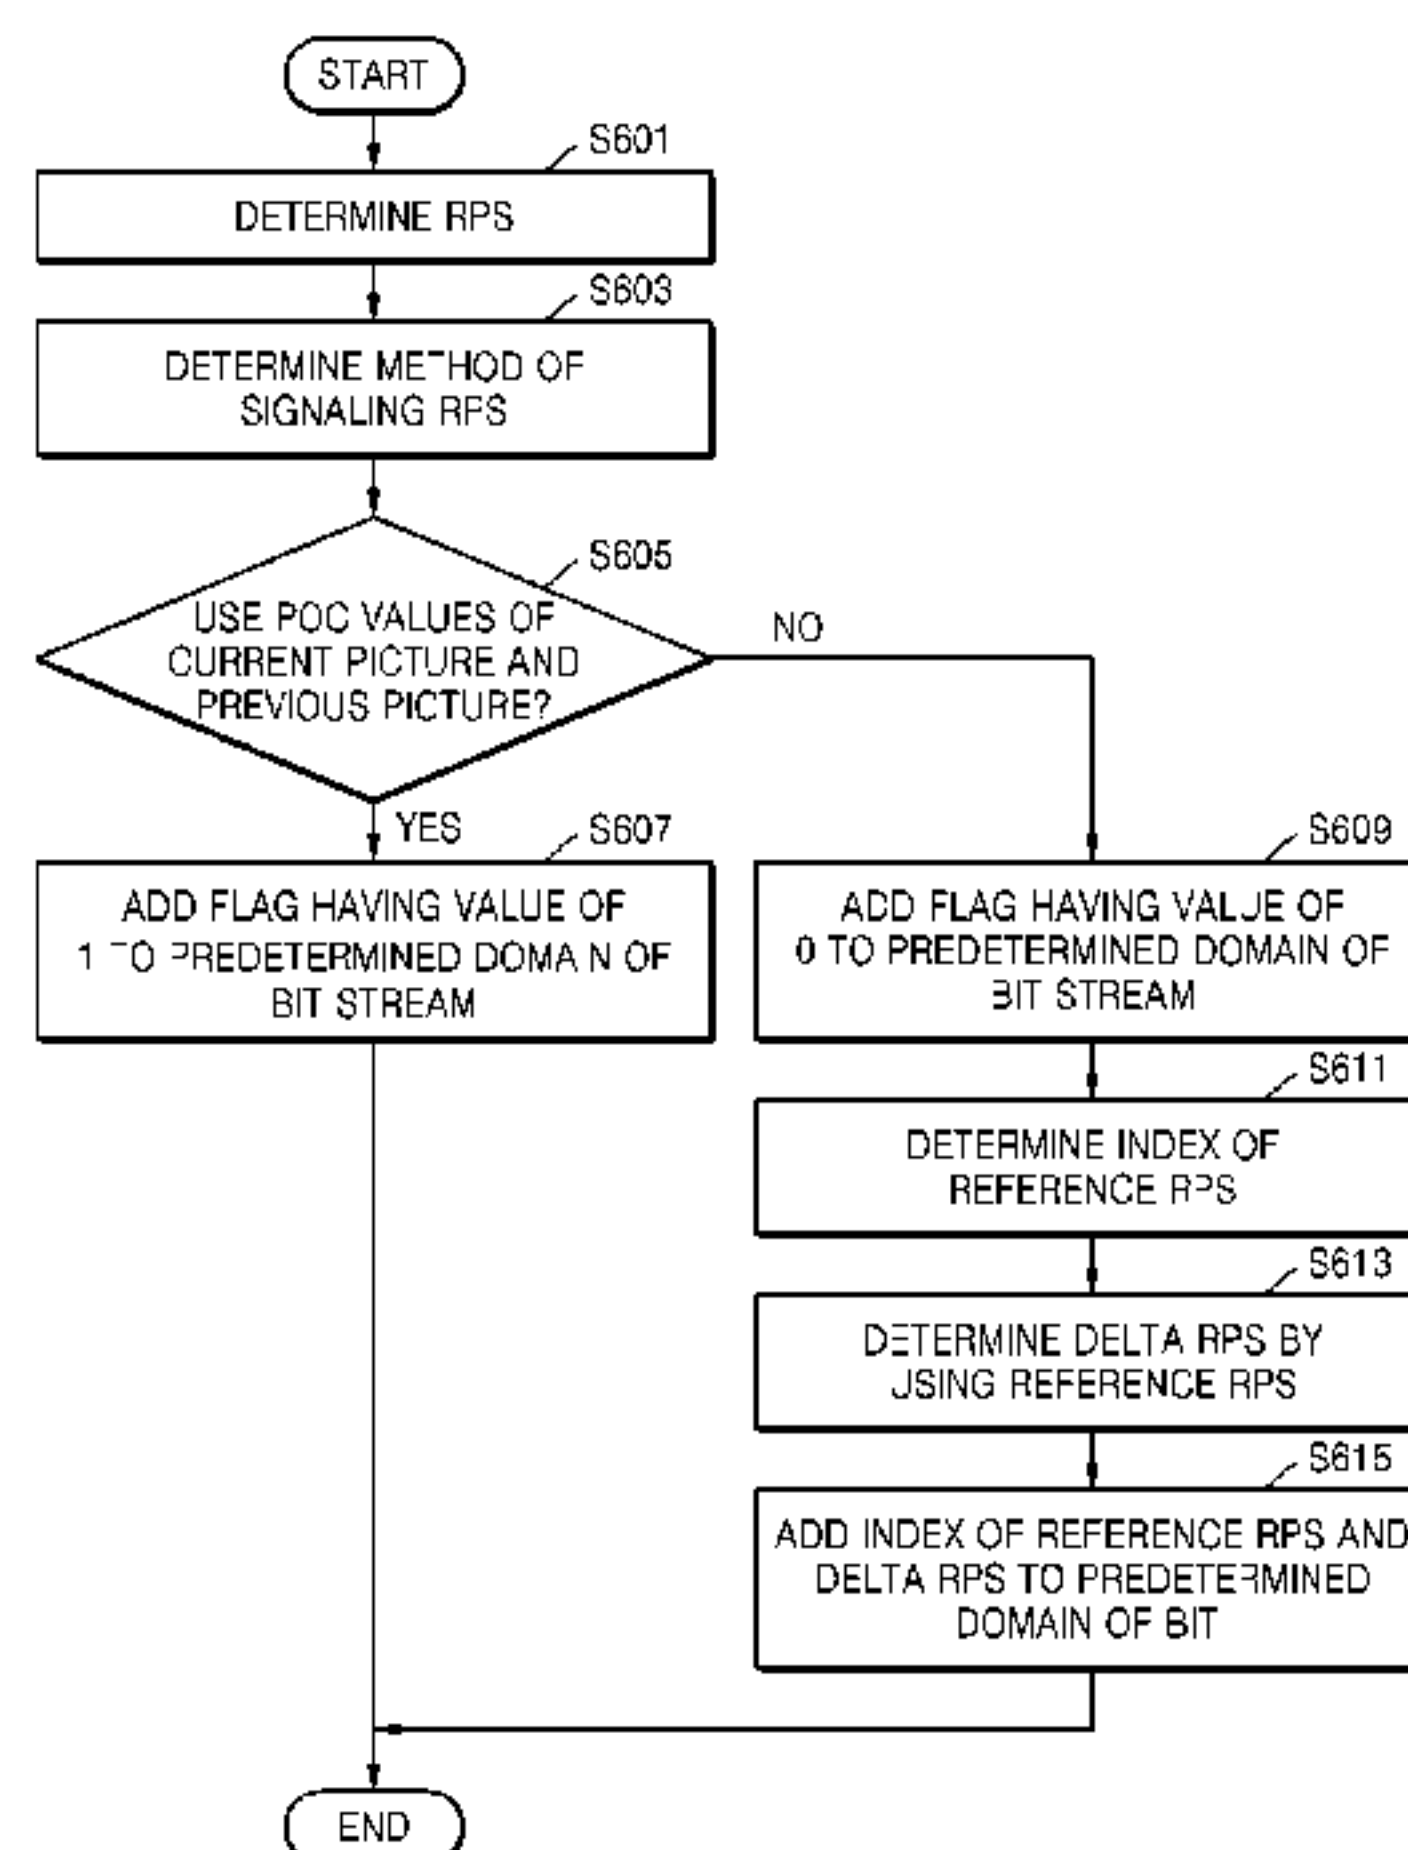 START
S601
DETERMINE RPS
S603
DETERMINE METHOD OF
SIGNALING RPS
S605
USE POC VALUES OF
CURRENT PICTURE AND
PREVIOUS PICTURE?
NO
YES
S607
ADD FLAG HAVING VALUE OF
1 TO PREDETERMINED DOMAIN OF
BIT STREAM
S609
ADD FLAG HAVING VALUE OF
0 TO PREDETERMINED DOMAIN OF
BIT STREAM
S611
DETERMINE INDEX OF
REFERENCE RPS
S613
DETERMINE DELTA RPS BY
USING REFERENCE RPS
S615
ADD INDEX OF REFERENCE RPS AND
DELTA RPS TO PREDETERMINED
DOMAIN OF BIT
END